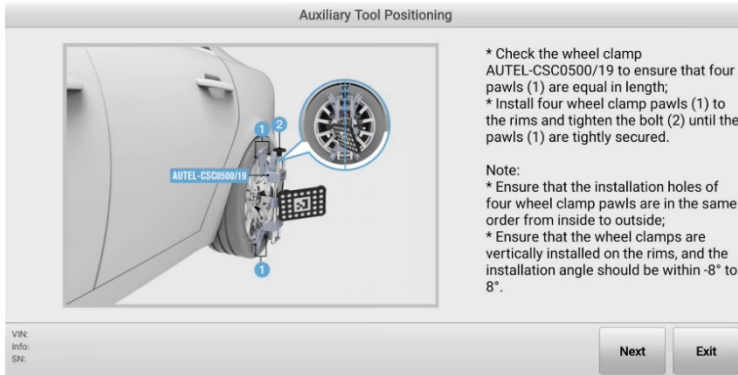 Auxiliary Tool Positioning
* Check the wheel clamp
AUTEL-CSC0500/19 to ensure that four
pawls (1) are equal in length;
* Install four wheel clamp pawls (1) to
the rims and tighten the bolt (2) until the
pawls (1) are tightly secured.
Note:
* Ensure that the installation holes of
four wheel clamp pawls are in the same
order from inside to outside;
* Ensure that the wheel clamps are
vertically installed on the rims, and the
installation angle should be within -8° to
8°.
1
2
AUTEL-CSC0500/19
1
VIN:
Info:
SN:
Next
Exit